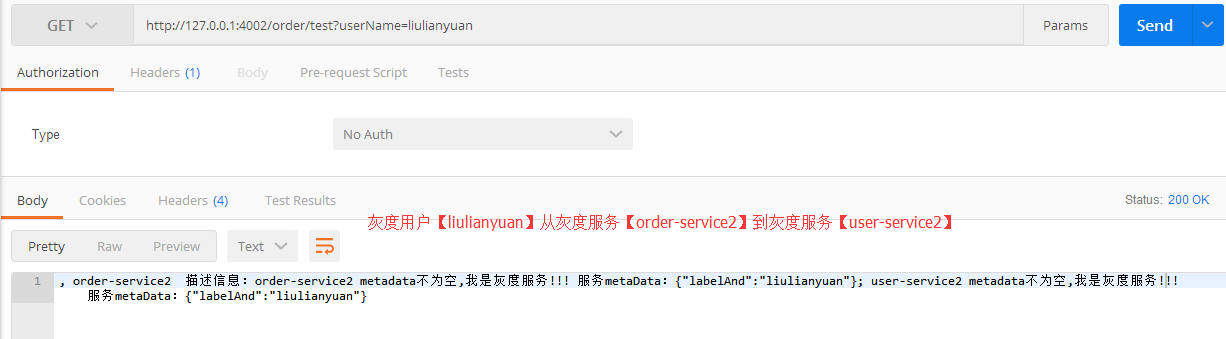 GET http://127.0.0.1:4002/order/test?userName=liulianyuan Params Send
Authorization Headers (1) Body Pre-request Script Tests
Type No Auth
Body Cookies Headers (4) Test Results Status: 200 OK
灰度用户【liulianyuan】从灰度服务【order-service2】到灰度服务【user-service2】
Pretty Raw Preview Text
1 , order-service2 描述信息：order-service2 metadata不为空,我是灰度服务!!! 服务metaData：{"labelAnd":"liulianyuan"}; user-service2 metadata不为空,我是灰度服务!!!
服务metaData：{"labelAnd":"liulianyuan"}